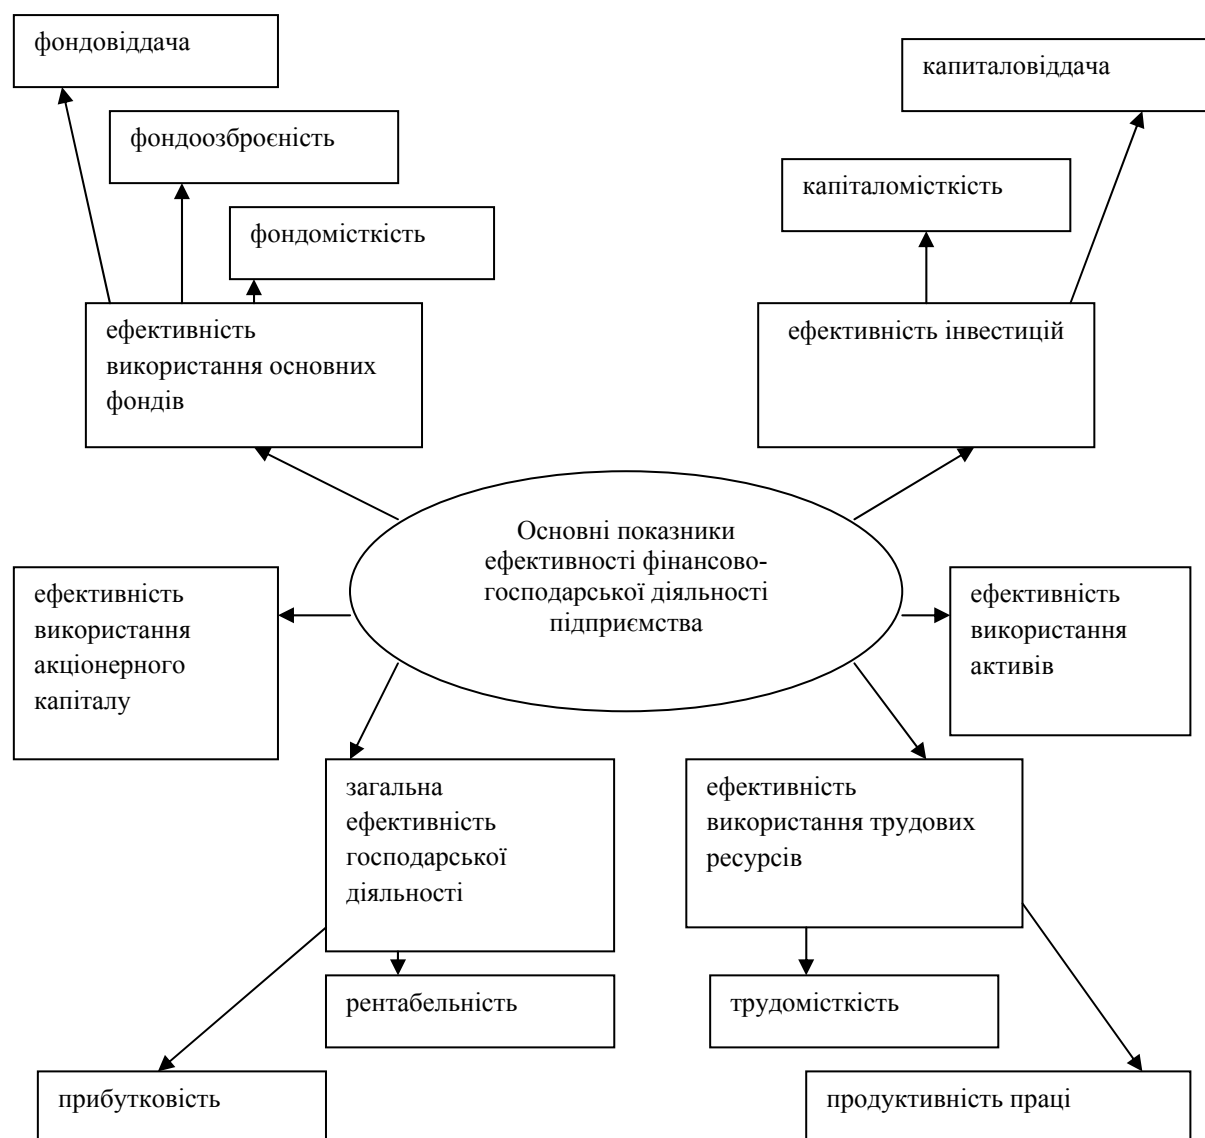 фондовіддача
капиталовіддача
фондоозброєність
капіталомісткість
фондомісткість
ефективність
використання основних
фондів
ефективність інвестицій
Основні показники
ефективності фінансово-
господарської діяльності
підприємства
ефективність
використання
акціонерного
капіталу
ефективність
використання
активів
загальна
ефективність
господарської
діяльності
ефективність
використання трудових
ресурсів
рентабельність
трудомісткість
прибутковість
продуктивність праці